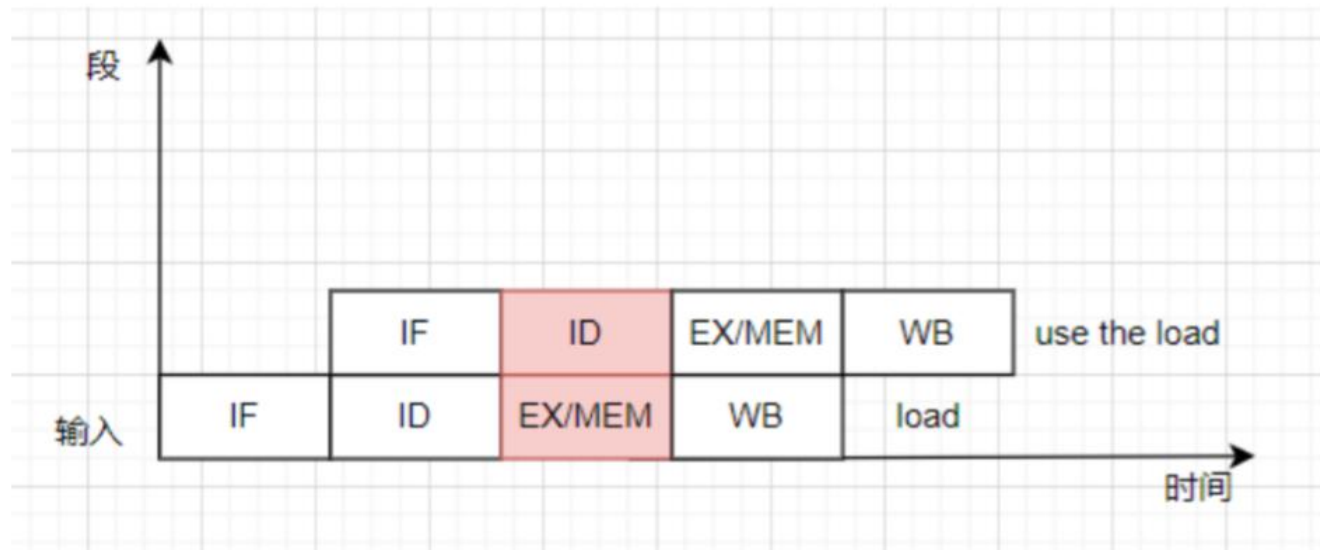 段
IF ID EX/MEM WB use the load
输入 IF ID EX/MEM WB load
时间